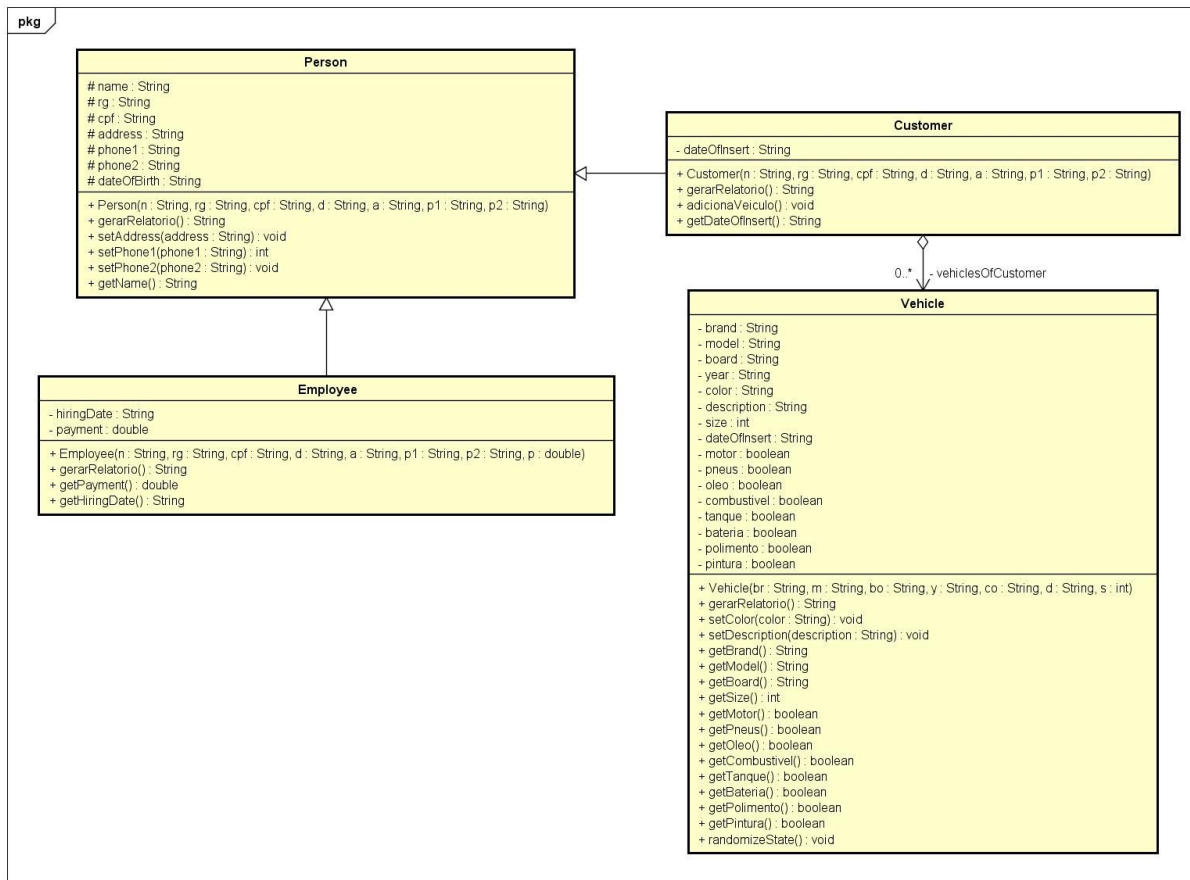 pkg
Person
# name : String
# rg : String
# cpf : String
# address : String
# phone1 : String
# phone2 : String
# dateOfBirth : String
+ Person(n : String, rg : String, cpf : String, d : String, a : String, p1 : String, p2 : String)
+ gerarRelatorio() : String
+ setAddress(address : String) : void
+ setPhone1(phone1 : String) : int
+ setPhone2(phone2 : String) : void
+ getName() : String
Customer
- dateOfInsert : String
+ Customer(n : String, rg : String, cpf : String, d : String, a : String, p1 : String, p2 : String)
+ gerarRelatorio() : String
+ adicionaVeiculo() : void
+ getDateOfInsert() : String
0..* - vehiclesOfCustomer
Employee
- hiringDate : String
- payment : double
+ Employee(n : String, rg : String, cpf : String, d : String, a : String, p1 : String, p2 : String, p : double)
+ gerarRelatorio() : String
+ getPayment() : double
+ getHiringDate() : String
Vehicle
- brand : String
- model : String
- board : String
- year : String
- color : String
- description : String
- size : int
- dateOfInsert : String
- motor : boolean
- pneus : boolean
- oleo : boolean
- combustivel : boolean
- tanque : boolean
- bateria : boolean
- polimento : boolean
- pintura : boolean
+ Vehicle(br : String, m : String, bo : String, y : String, co : String, d : String, s : int)
+ gerarRelatorio() : String
+ setColor(color : String) : void
+ setDescription(description : String) : void
+ getBrand() : String
+ getModel() : String
+ getBoard() : String
+ getSize() : int
+ getMotor() : boolean
+ getPneus() : boolean
+ getOleo() : boolean
+ getCombustivel() : boolean
+ getTanque() : boolean
+ getBateria() : boolean
+ getPolimento() : boolean
+ getPintura() : boolean
+ randomizeState() : void